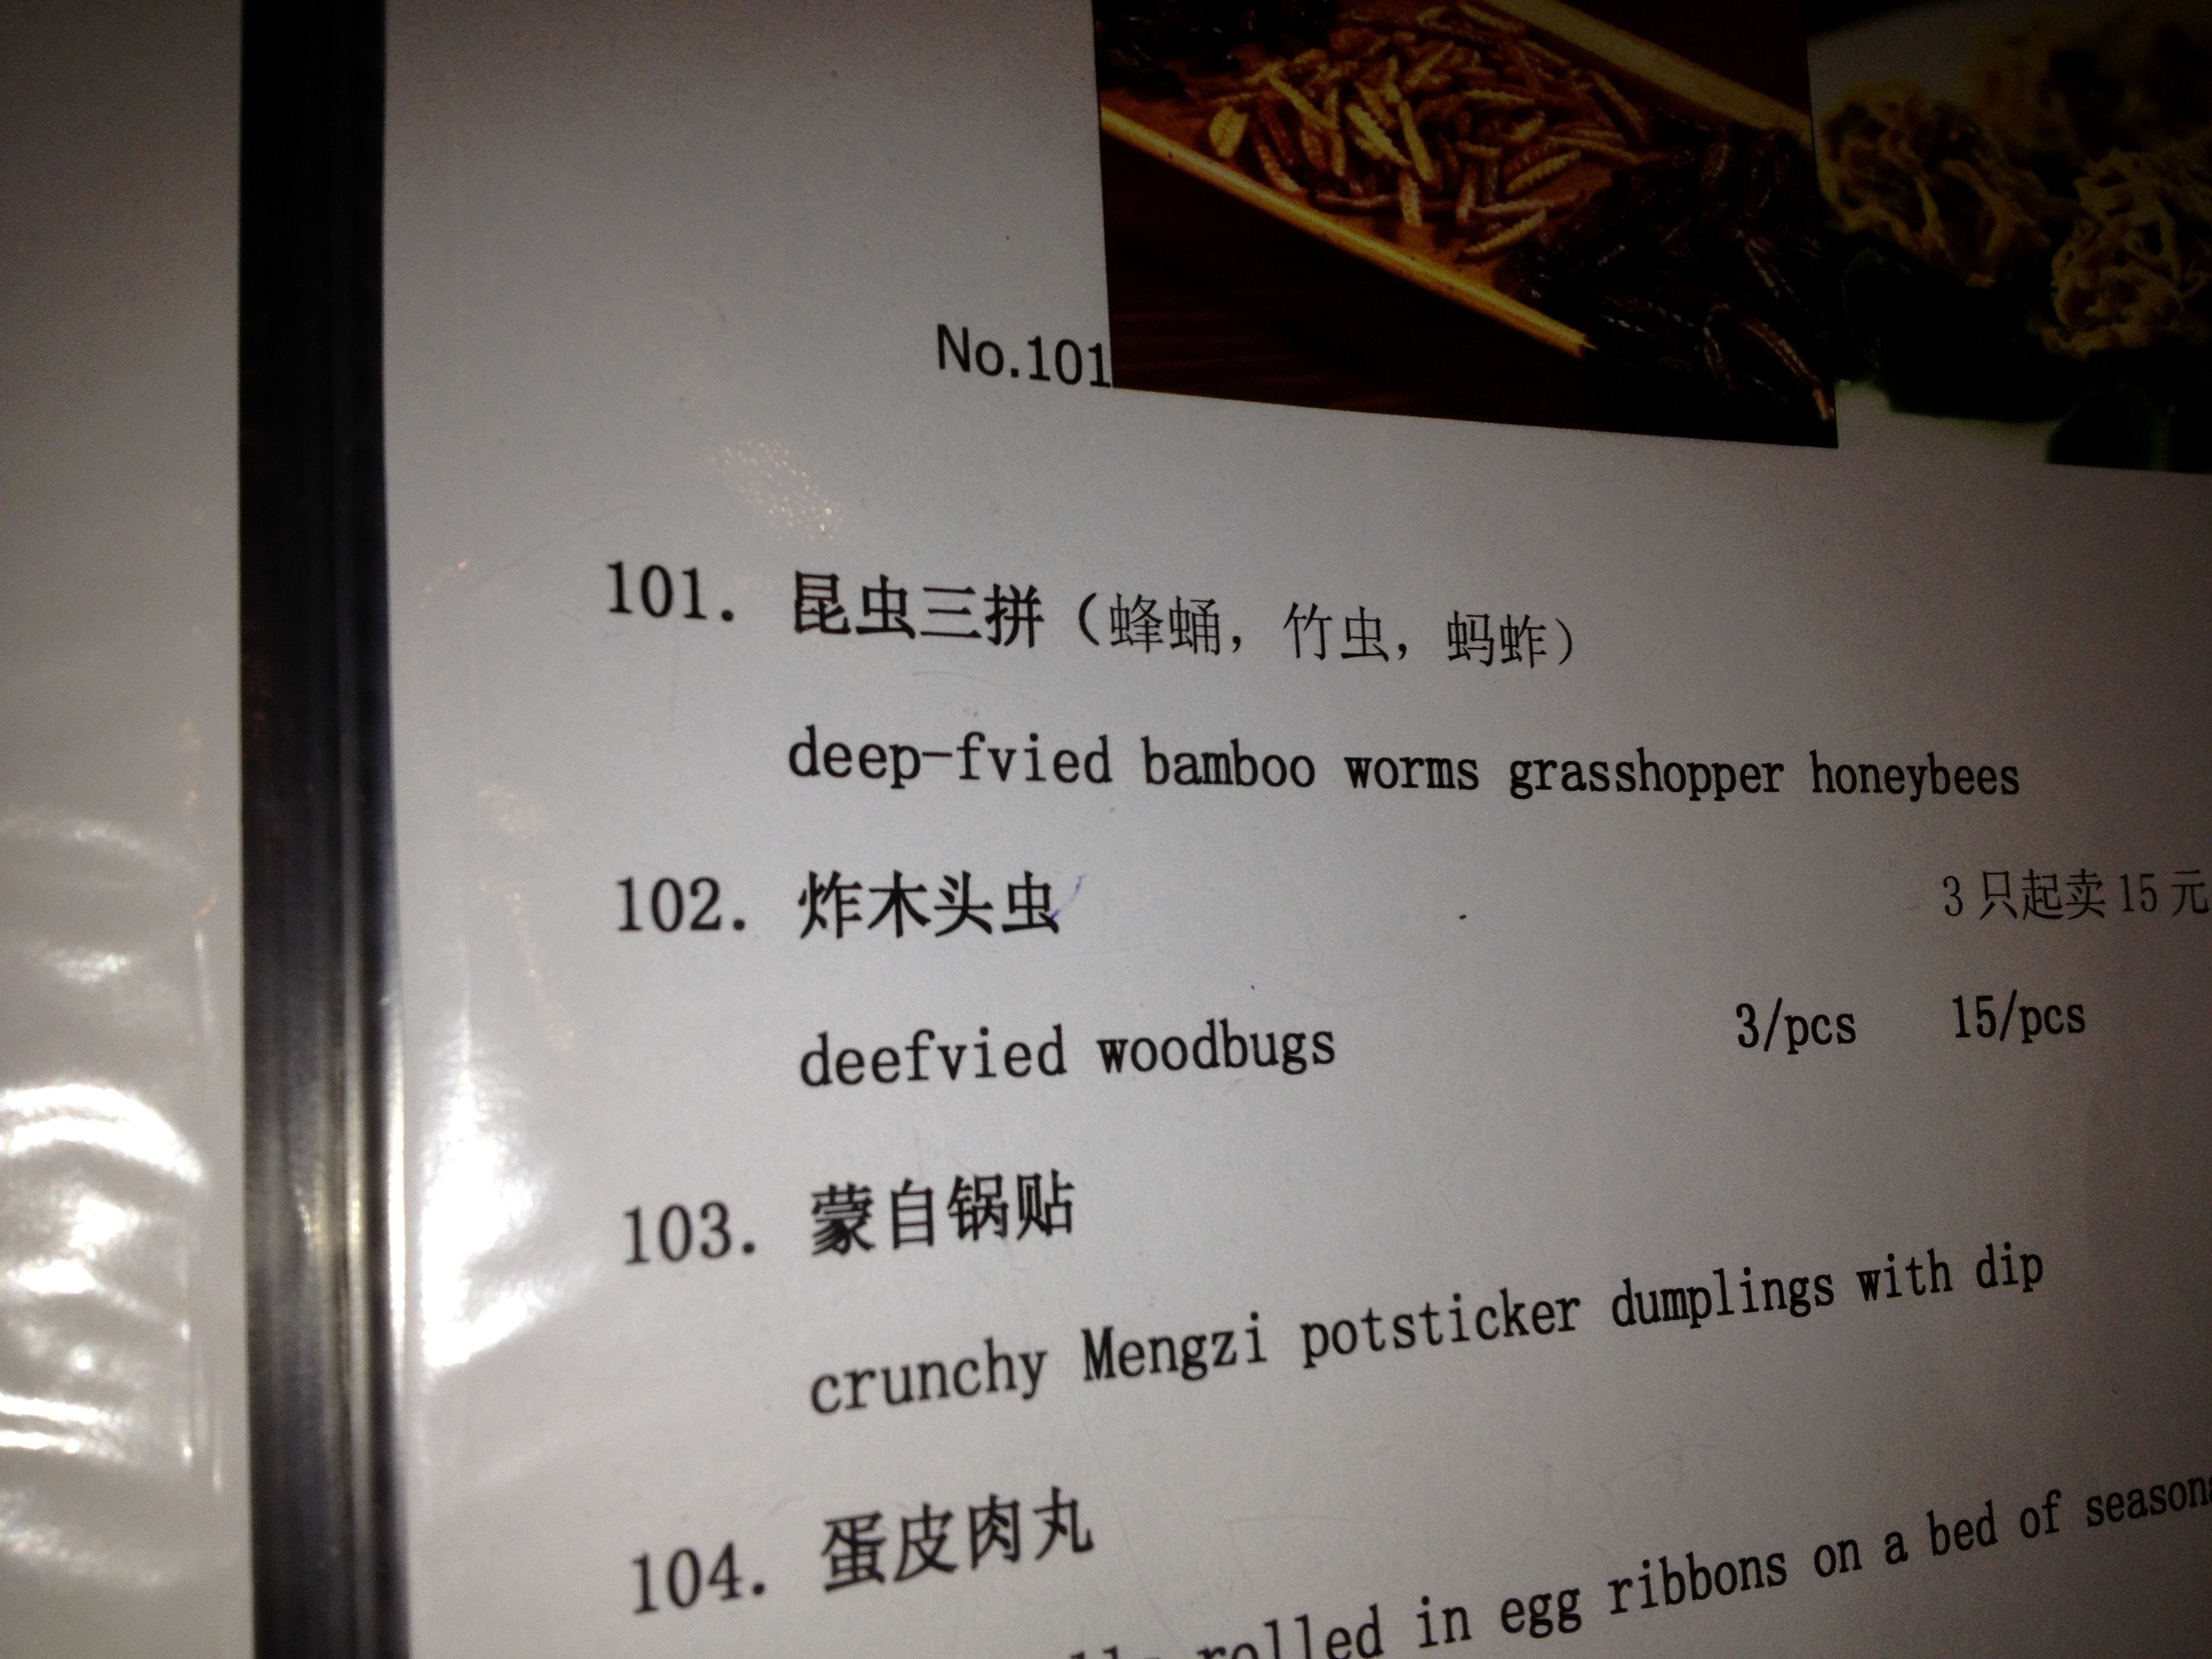 No.101
101. 昆虫三拼（蜂蛹，竹虫，蚂蚱）
deep-fvied bamboo worms grasshopper honeybees
102. 炸木头虫 3只起卖15元
deefvied woodbugs 3/pcs 15/pcs
103. 蒙自锅贴
crunchy Mengzi potsticker dumplings with dip
104. 蛋皮肉丸
rolled in egg ribbons on a bed of